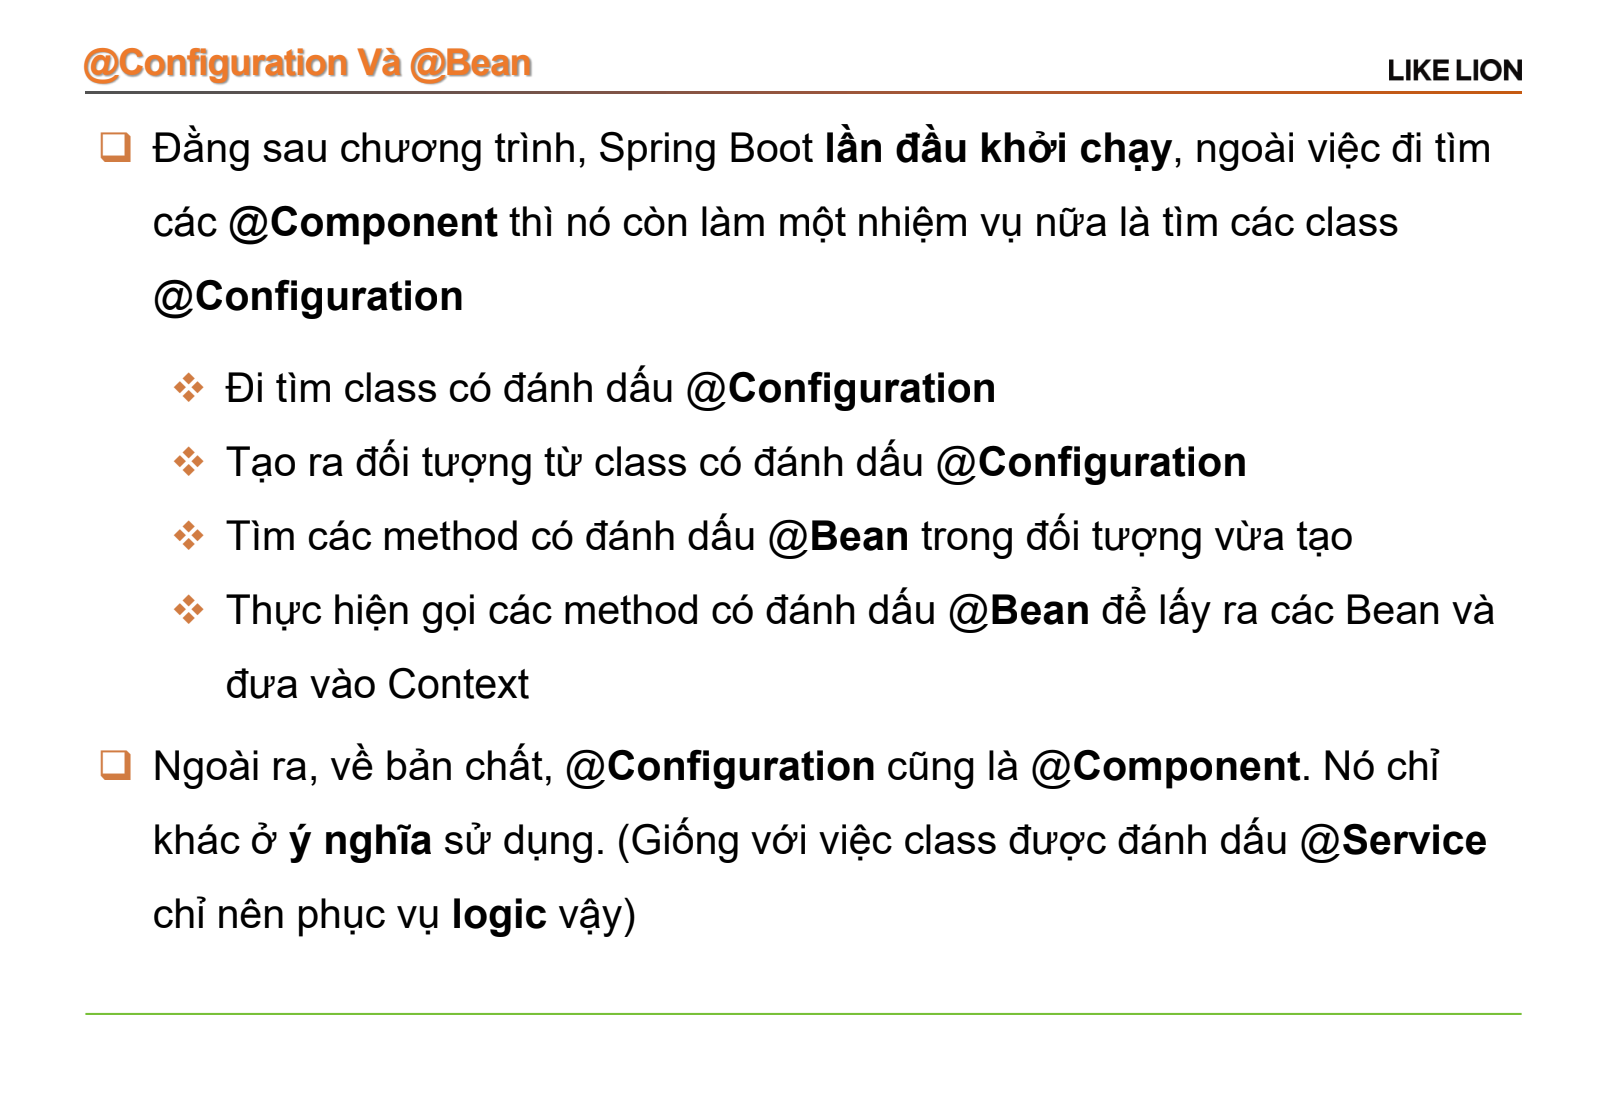 @Configuration Và @Bean
LIKE LION
Đằng sau chương trình, Spring Boot lần đầu khởi chạy, ngoài việc đi tìm
các @Component thì nó còn làm một nhiệm vụ nữa là tìm các class
@Configuration
Đi tìm class có đánh dấu @Configuration
Tạo ra đối tượng từ class có đánh dấu @Configuration
Tìm các method có đánh dấu @Bean trong đối tượng vừa tạo
Thực hiện gọi các method có đánh dấu @Bean để lấy ra các Bean và
đưa vào Context
Ngoài ra, về bản chất, @Configuration cũng là @Component. Nó chỉ
khác ở ý nghĩa sử dụng. (Giống với việc class được đánh dấu @Service
chỉ nên phục vụ logic vậy)